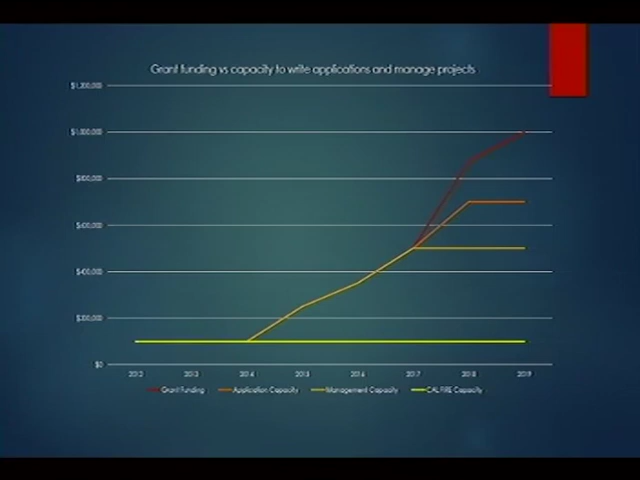 Grant funding vs capacity to write applications and manage projects
$1,200,000
$1,000,000
$800,000
$600,000
$400,000
$200,000
$0
2012 2013 2014 2015 2016 2017 2018 2019
Grant Funding Application Capacity Management Capacity CAL FIRE Capacity